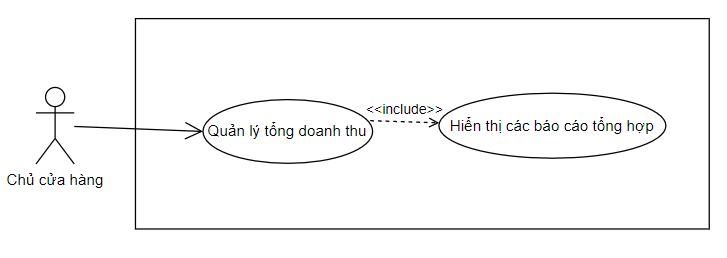 <<include>>
Quản lý tổng doanh thu
Hiển thị các báo cáo tổng hợp
Chủ cửa hàng